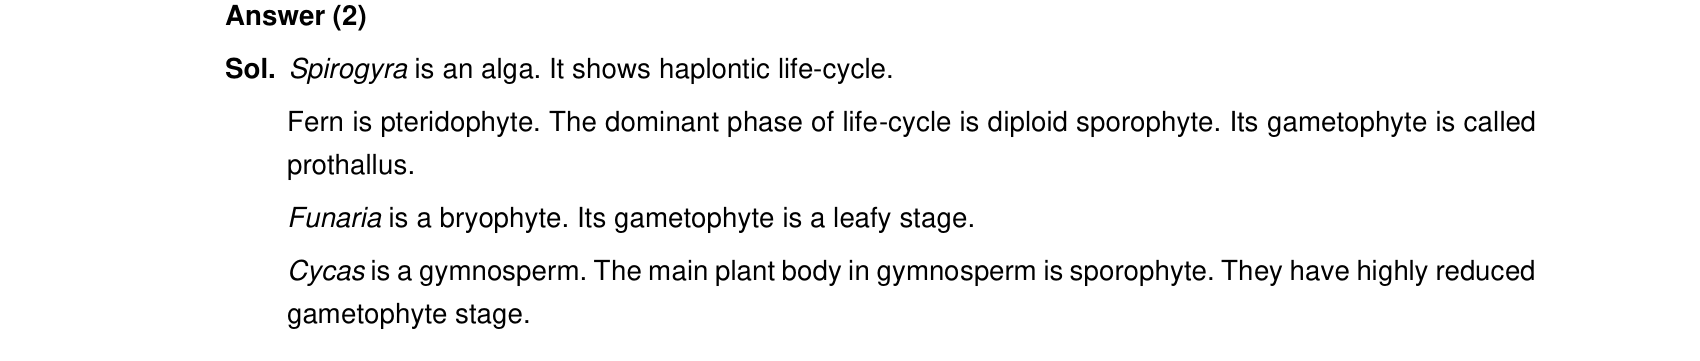 Answer (2)
Sol. Spirogyra is an alga. It shows haplontic life-cycle.
Fern is pteridophyte. The dominant phase of life-cycle is diploid sporophyte. Its gametophyte is called
prothallus.
Funaria is a bryophyte. Its gametophyte is a leafy stage.
Cycas is a gymnosperm. The main plant body in gymnosperm is sporophyte. They have highly reduced
gametophyte stage.